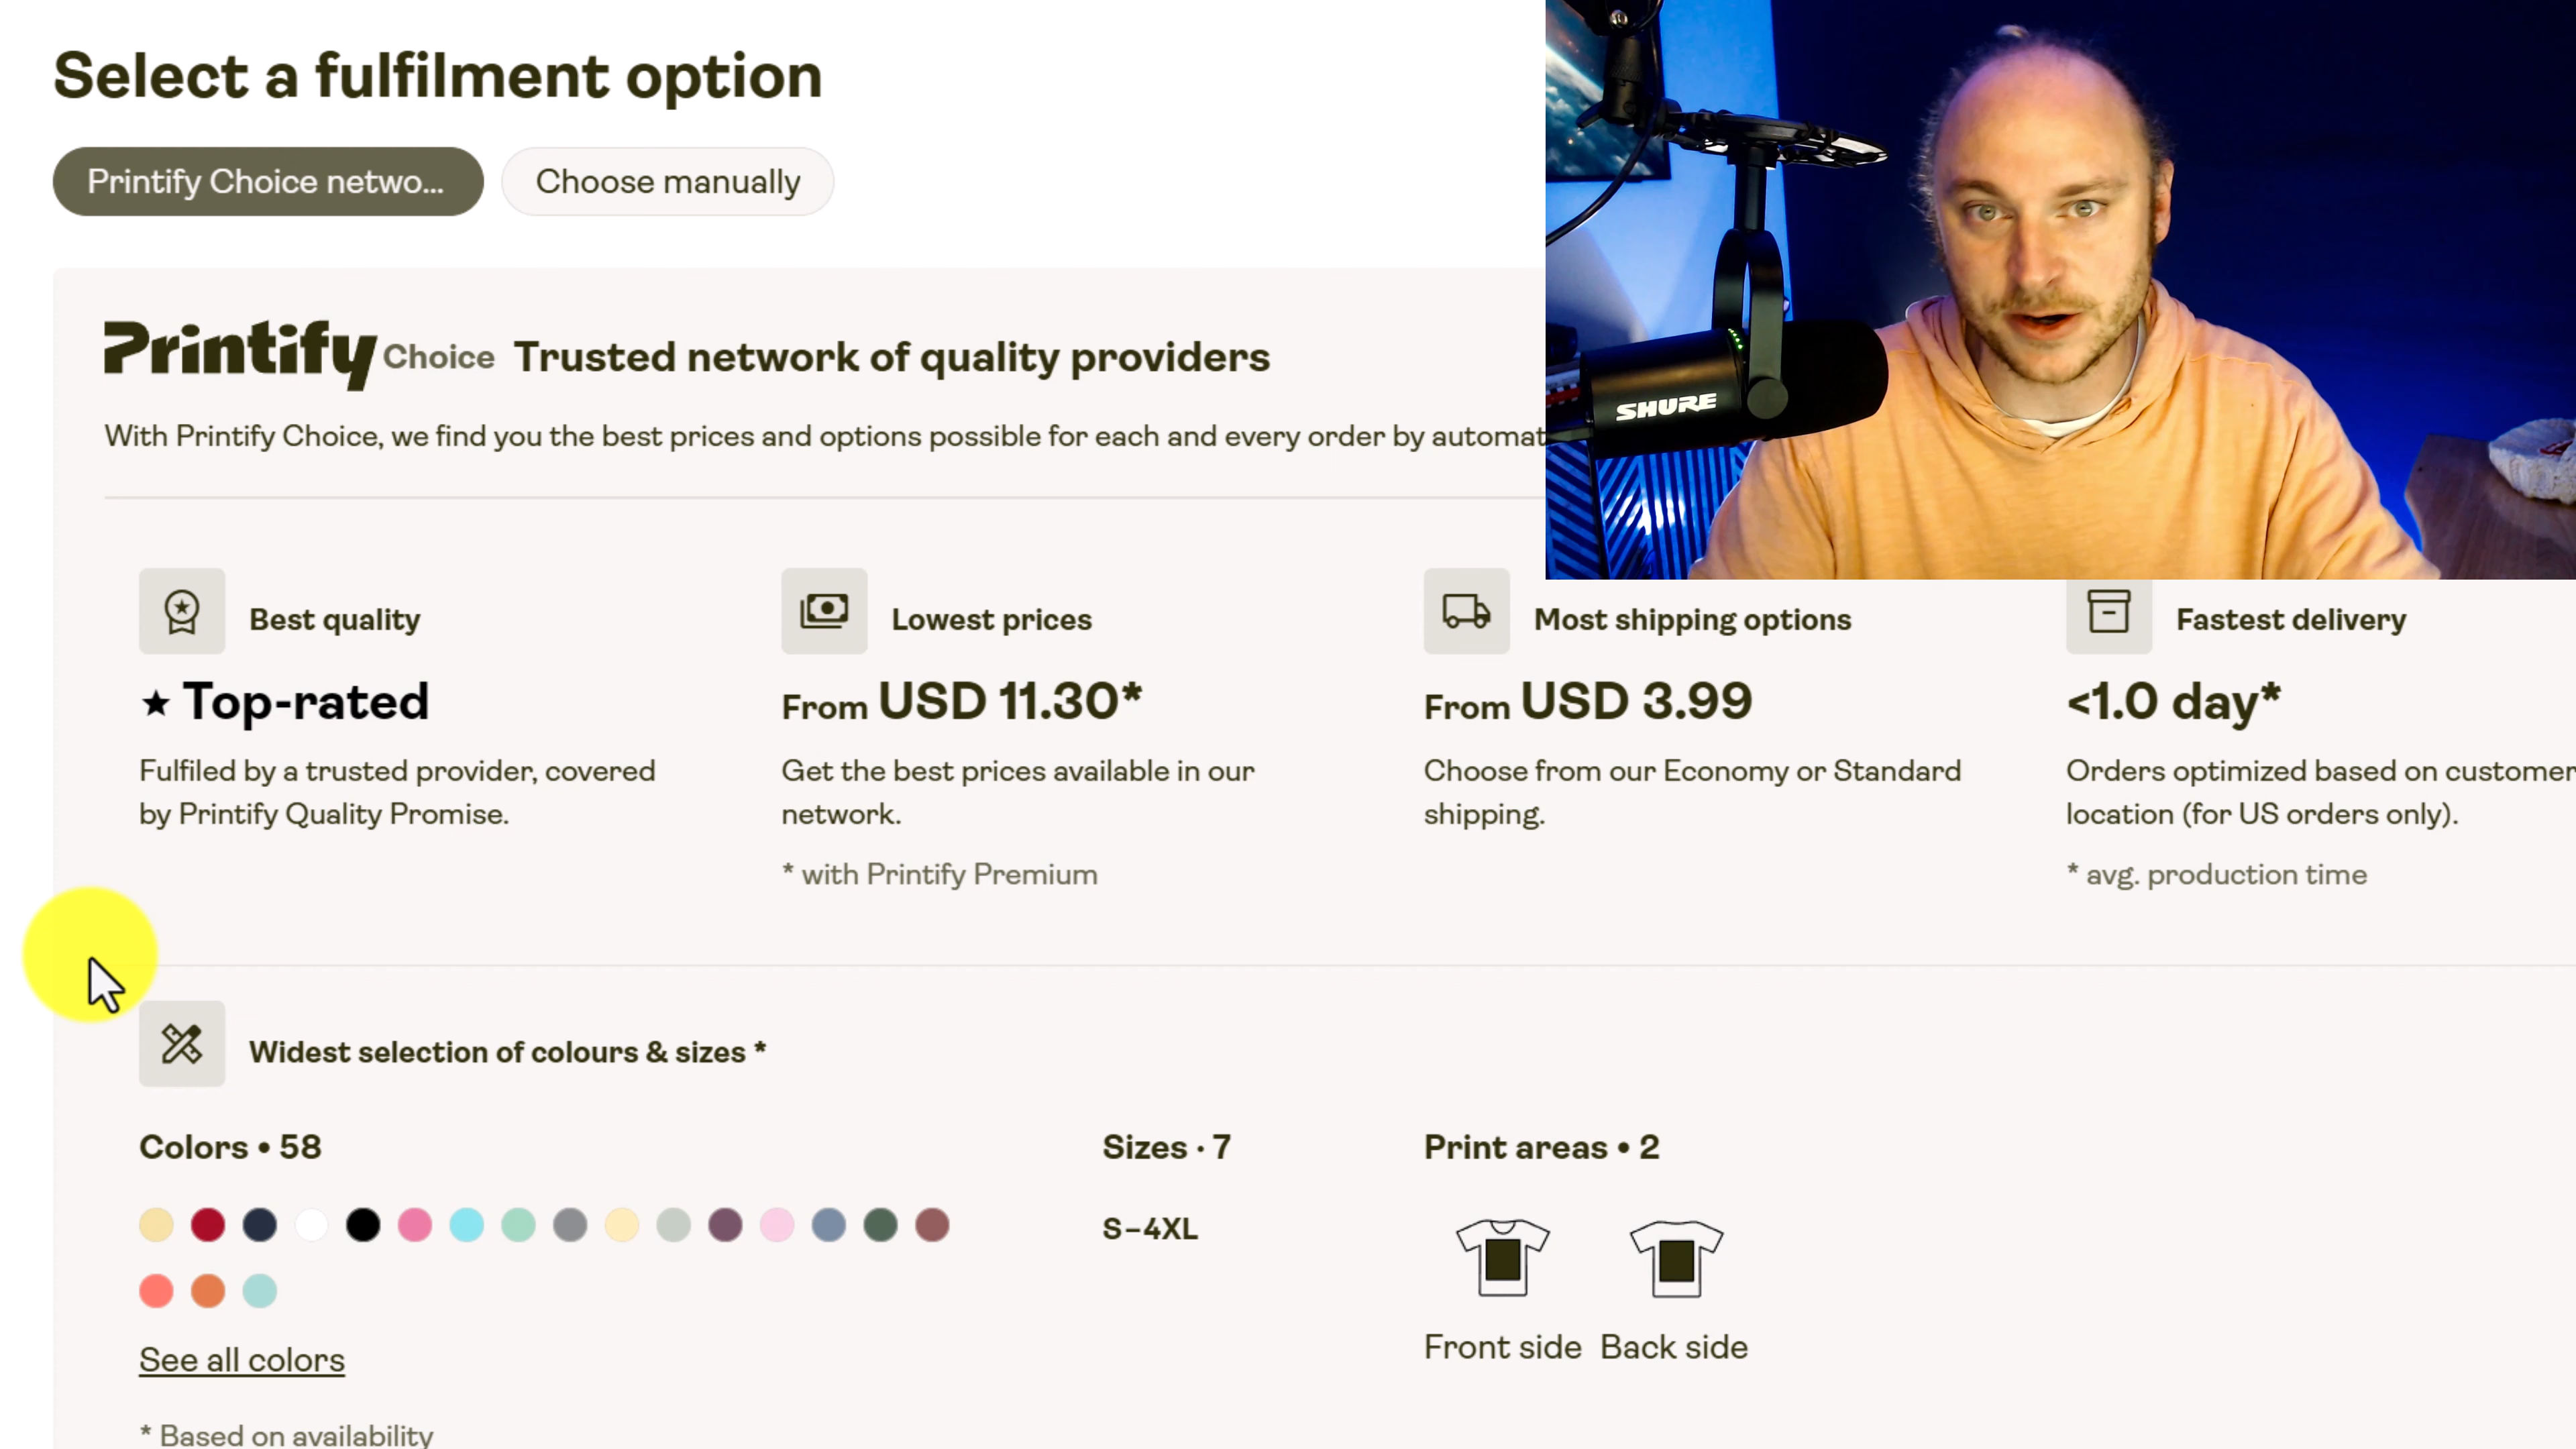 Select a fulfilment option
Printify Choice netwo...
Choose manually
Printify Choice Trusted network of quality providers
With Printify Choice, we find you the best prices and options possible for each and every order by automat
SHURE
Best quality
★ Top-rated
Fulfiled by a trusted provider, covered
by Printify Quality Promise.
Lowest prices
From USD 11.30*
Get the best prices available in our
network.
* with Printify Premium
Most shipping options
From USD 3.99
Choose from our Economy or Standard
shipping.
Fastest delivery
<1.0 day*
Orders optimized based on customer
location (for US orders only).
* avg. production time
Widest selection of colours & sizes *
Colors • 58
See all colors
* Based on availability
Sizes · 7
S–4XL
Print areas • 2
Front side Back side